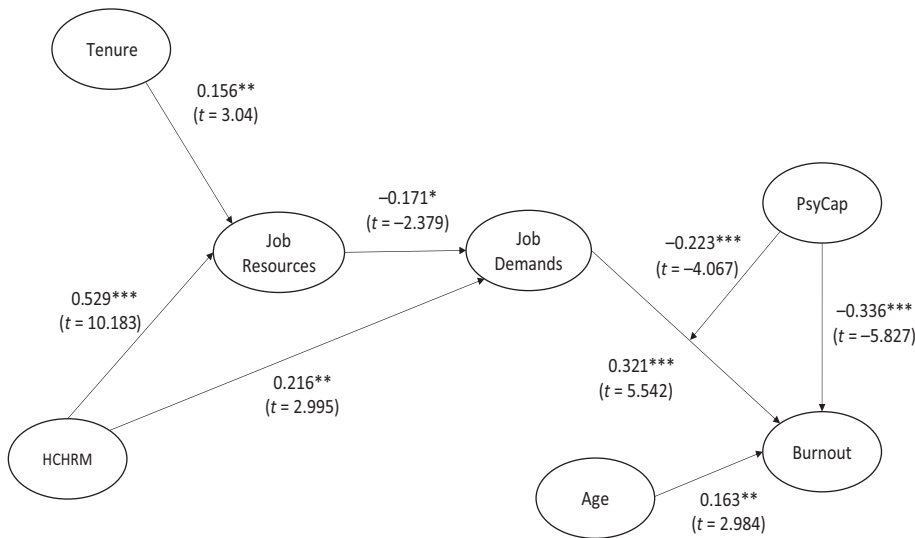 Tenure
0.156**
(t = 3.04)
−0.171*
(t = −2.379)
PsyCap
Job
Resources
Job
Demands
−0.223***
(t = −4.067)
0.529***
(t = 10.183)
−0.336***
(t = −5.827)
0.321***
(t = 5.542)
0.216**
(t = 2.995)
HCHRM
Burnout
Age
0.163**
(t = 2.984)